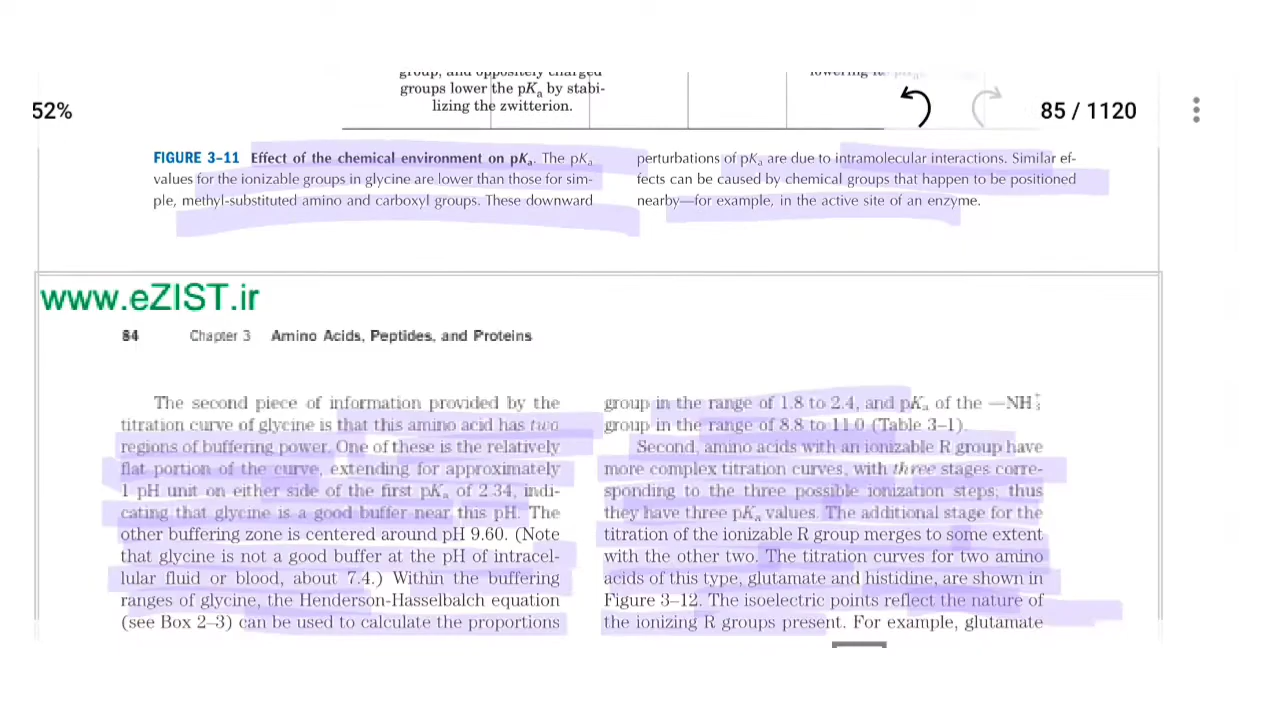 group, and oppositely charged
groups lower the pKa by stabi-
lizing the zwitterion.
lowering its
52%
85 / 1120
FIGURE 3–11 Effect of the chemical environment on pKa. The pKa
values for the ionizable groups in glycine are lower than those for sim-
ple, methyl-substituted amino and carboxyl groups. These downward
perturbations of pKa are due to intramolecular interactions. Similar ef-
fects can be caused by chemical groups that happen to be positioned
nearby—for example, in the active site of an enzyme.
www.eZIST.ir
84 Chapter 3 Amino Acids, Peptides, and Proteins
The second piece of information provided by the
titration curve of glycine is that this amino acid has two
regions of buffering power. One of these is the relatively
flat portion of the curve, extending for approximately
1 pH unit on either side of the first pKa of 2.34, indi-
cating that glycine is a good buffer near this pH. The
other buffering zone is centered around pH 9.60. (Note
that glycine is not a good buffer at the pH of intracel-
lular fluid or blood, about 7.4.) Within the buffering
ranges of glycine, the Henderson-Hasselbalch equation
(see Box 2–3) can be used to calculate the proportions
group in the range of 1.8 to 2.4, and pKa of the —NH3+
group in the range of 8.8 to 11.0 (Table 3–1).
Second, amino acids with an ionizable R group have
more complex titration curves, with three stages corre-
sponding to the three possible ionization steps; thus
they have three pKa values. The additional stage for the
titration of the ionizable R group merges to some extent
with the other two. The titration curves for two amino
acids of this type, glutamate and histidine, are shown in
Figure 3–12. The isoelectric points reflect the nature of
the ionizing R groups present. For example, glutamate